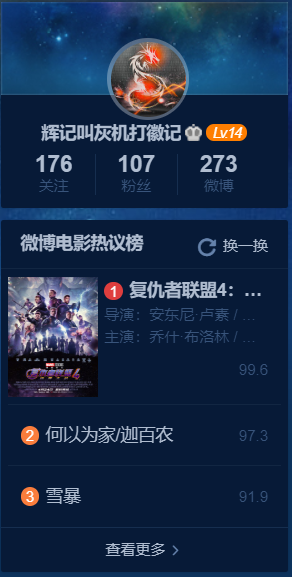 辉记叫灰机打徽记 Lv14
176 107 273
关注 粉丝 微博
微博电影热议榜 换一换
1 复仇者联盟4：...
导演：安东尼·卢素 / ...
主演：乔什·布洛林 / ...
99.6
2 何以为家/迦百农 97.3
3 雪暴 91.9
查看更多 >